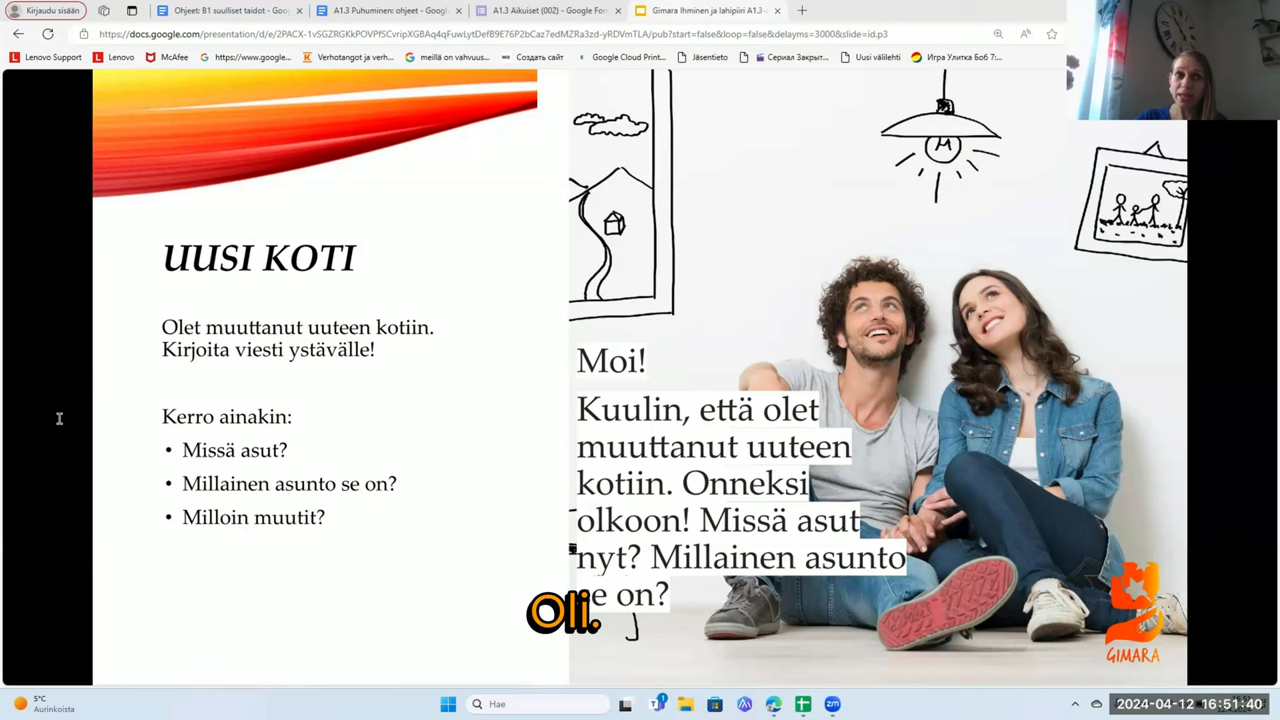 Kirjaudu sisään
Ohjeet: B1 suulliset taidot - Goo
A1.3 Puhuminen: ohjeet - Googl
A1.3 Aikuiset (002) - Google For
Gimara Ihminen ja lahipiiri A1.3
https://docs.google.com/presentation/d/e/2PACX-1vSGZRGKkPOVPfSCvripXGBAq4qFuwLytDefB9E76P2bCaz7edMZRa3zd-yRDVmTLA/pub?start=false&loop=false&delayms=3000&slide=id.p3
Lenovo Support
Lenovo
McAfee
https://www.google...
Verhotangot ja verh...
meillä on vahvuus...
Создать сайт
Google Cloud Print...
Jäsentieto
Сериал Закрыт...
Uusi välilehti
Игра Улитка Боб 7:...
UUSI KOTI
Olet muuttanut uuteen kotiin.
Kirjoita viesti ystävälle!
Kerro ainakin:
• Missä asut?
• Millainen asunto se on?
• Milloin muutit?
Moi!
Kuulin, että olet
muuttanut uuteen
kotiin. Onneksi
olkoon! Missä asut
nyt? Millainen asunto
se on?
Oli.
GIMARA
5°C
Aurinkoista
Hae
2024-04-12 16:51:40